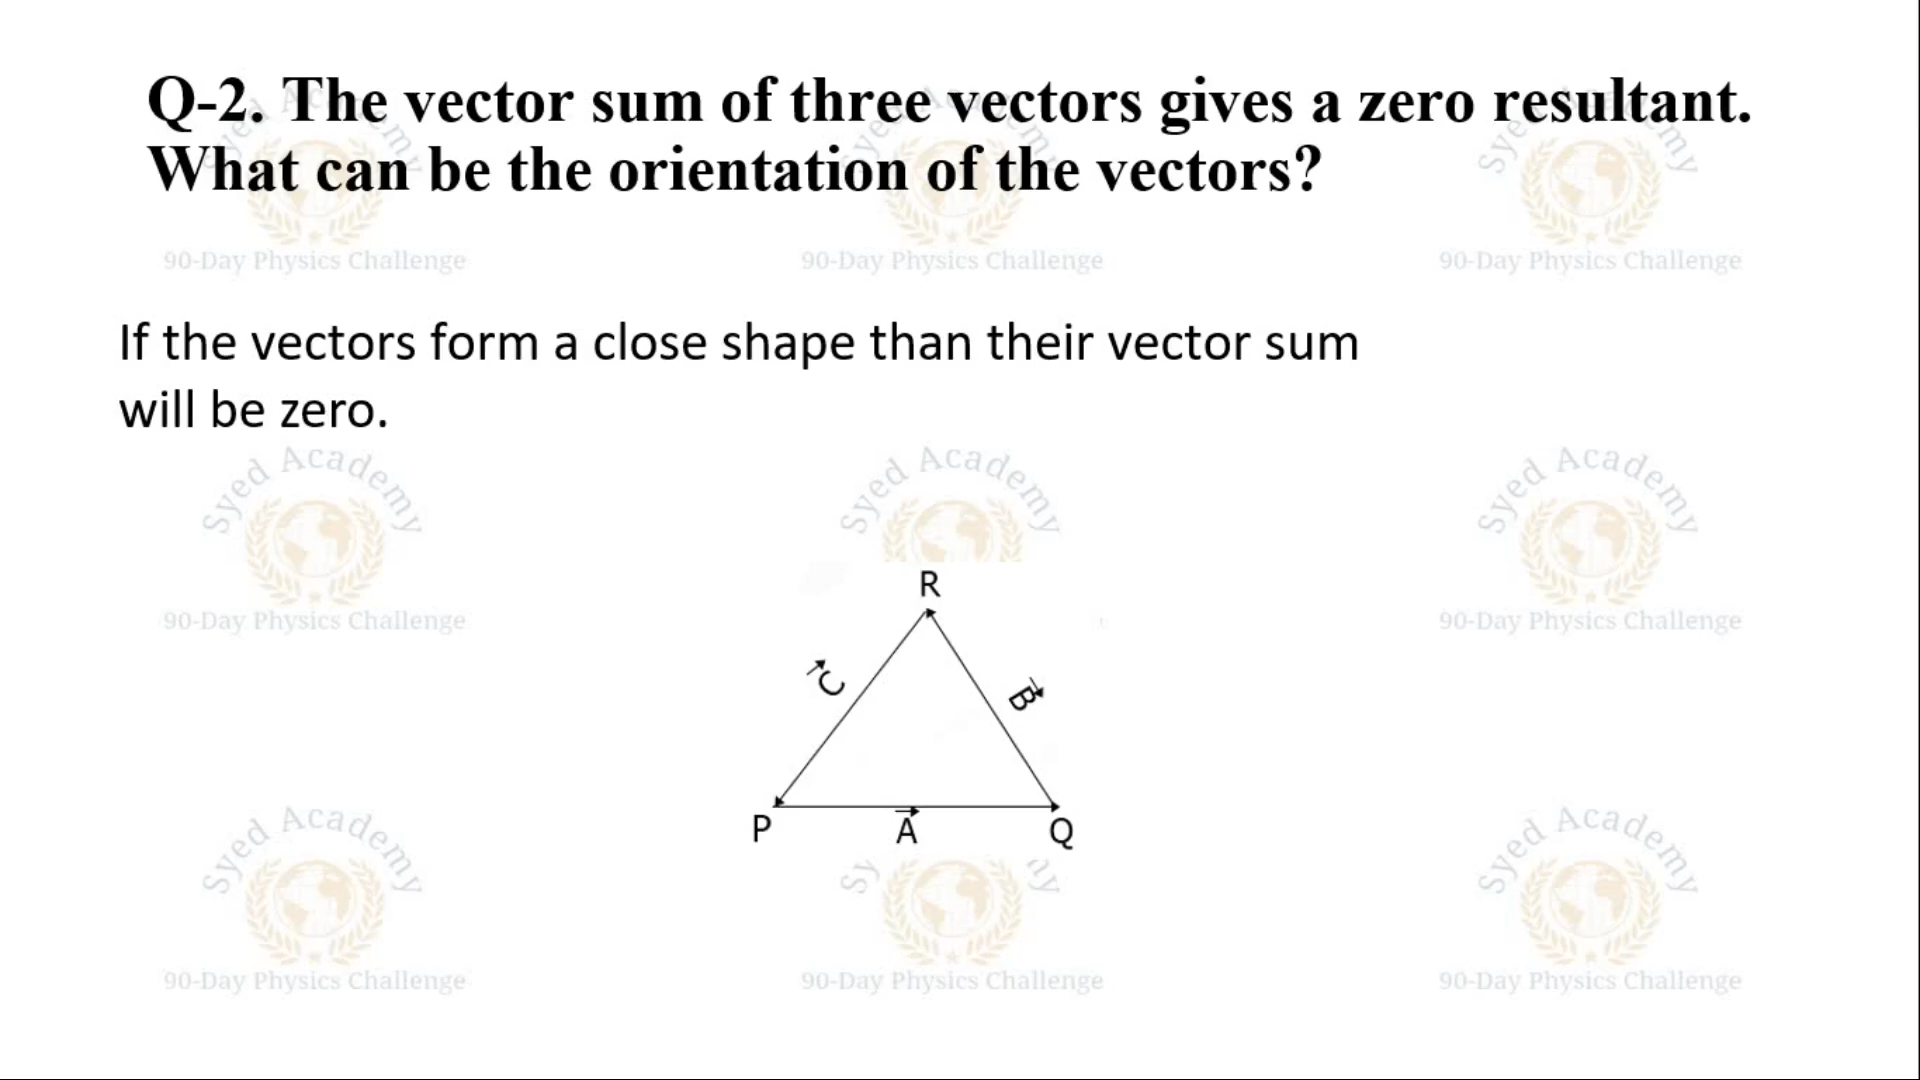 Q-2. The vector sum of three vectors gives a zero resultant.
What can be the orientation of the vectors?
90-Day Physics Challenge
90-Day Physics Challenge
90-Day Physics Challenge
If the vectors form a close shape than their vector sum
will be zero.
Syed Academy
Syed Academy
Syed Academy
R
90-Day Physics Challenge
90-Day Physics Challenge
C
B
P
A
Q
Syed Academy
Syed Academy
90-Day Physics Challenge
90-Day Physics Challenge
90-Day Physics Challenge